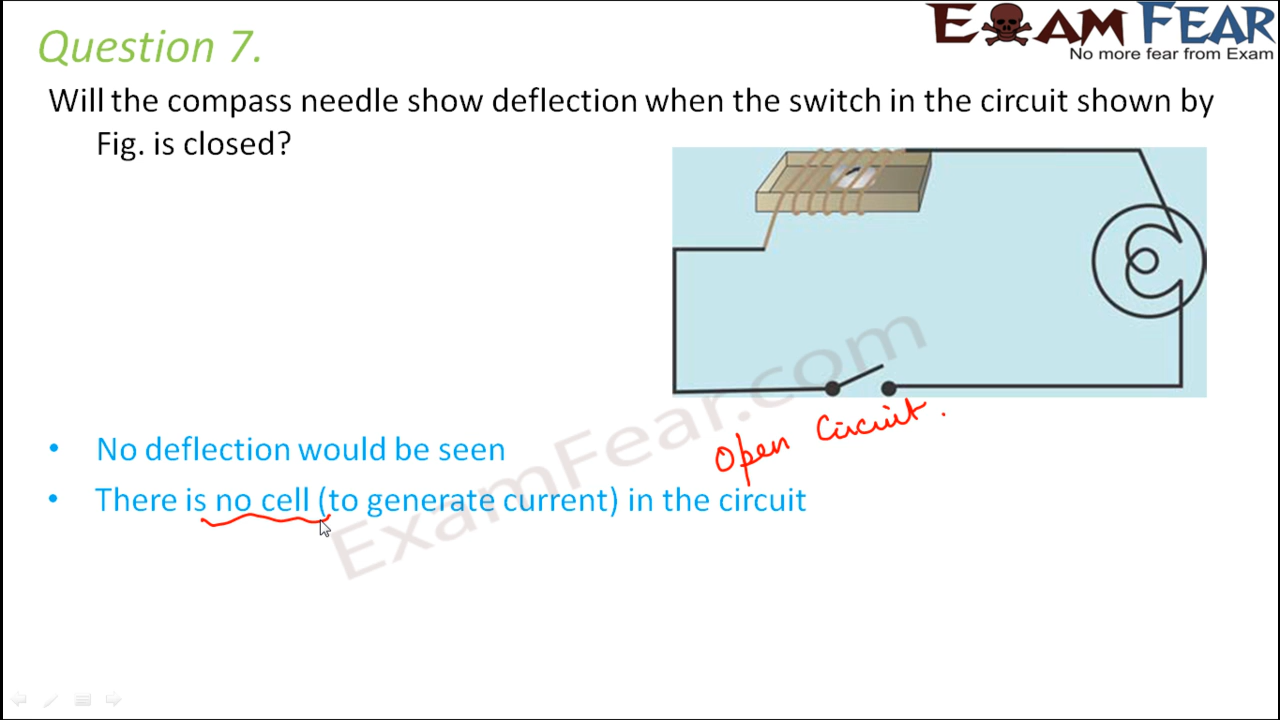 Question 7.
EXAM FEAR
No more fear from Exam
Will the compass needle show deflection when the switch in the circuit shown by
Fig. is closed?
Open Circuit.
• No deflection would be seen
• There is no cell (to generate current) in the circuit
ExamFear.com